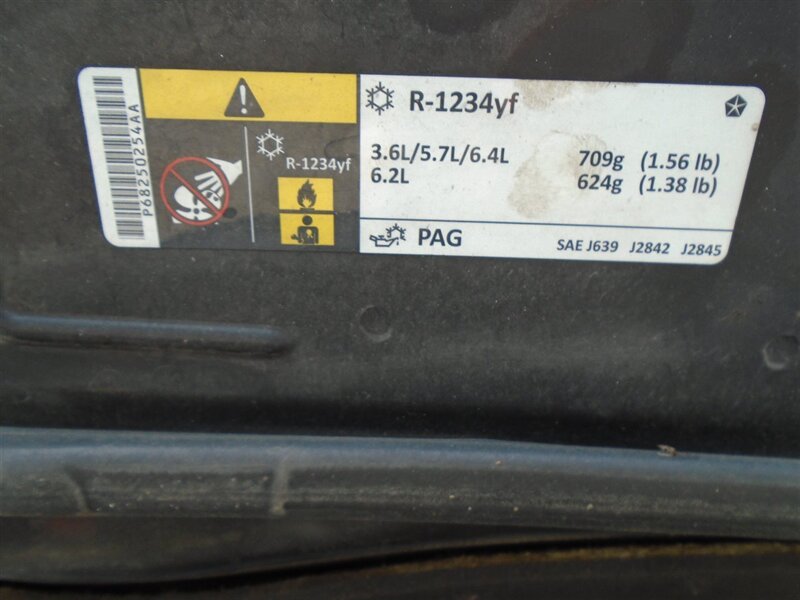 P68250254AA
R-1234yf
R-1234yf
3.6L/5.7L/6.4L 709g (1.56 lb)
6.2L 624g (1.38 lb)
PAG SAE J639 J2842 J2845